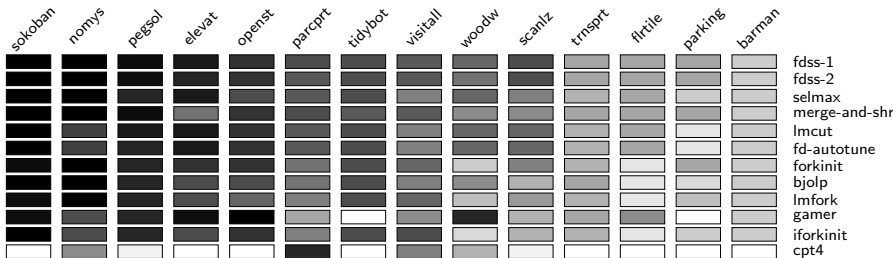 sokoban nomys pegsol elevat openst parcprt tidybot visitall woodw scanlz trnsprt flrtile parking barman
fdss-1
fdss-2
selmax
merge-and-shr
lmcut
fd-autotune
forkinit
bjolp
lmfork
gamer
iforkinit
cpt4